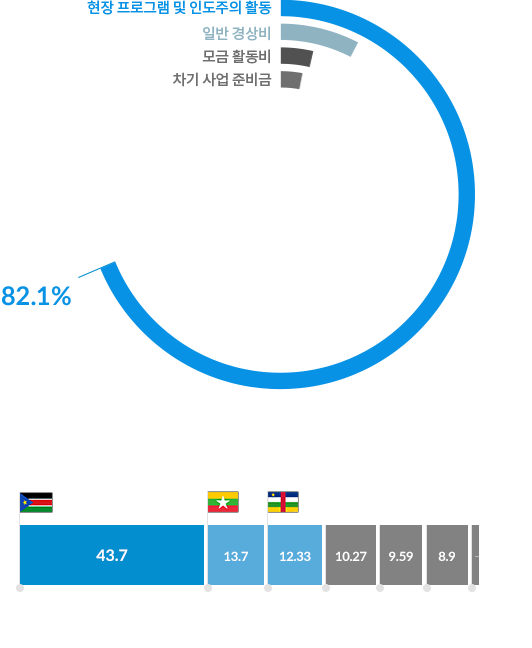 현장 프로그램 및 인도주의 활동
일반 경상비
모금 활동비
차기 사업 준비금
82.1%
43.7
13.7
12.33
10.27
9.59
8.9